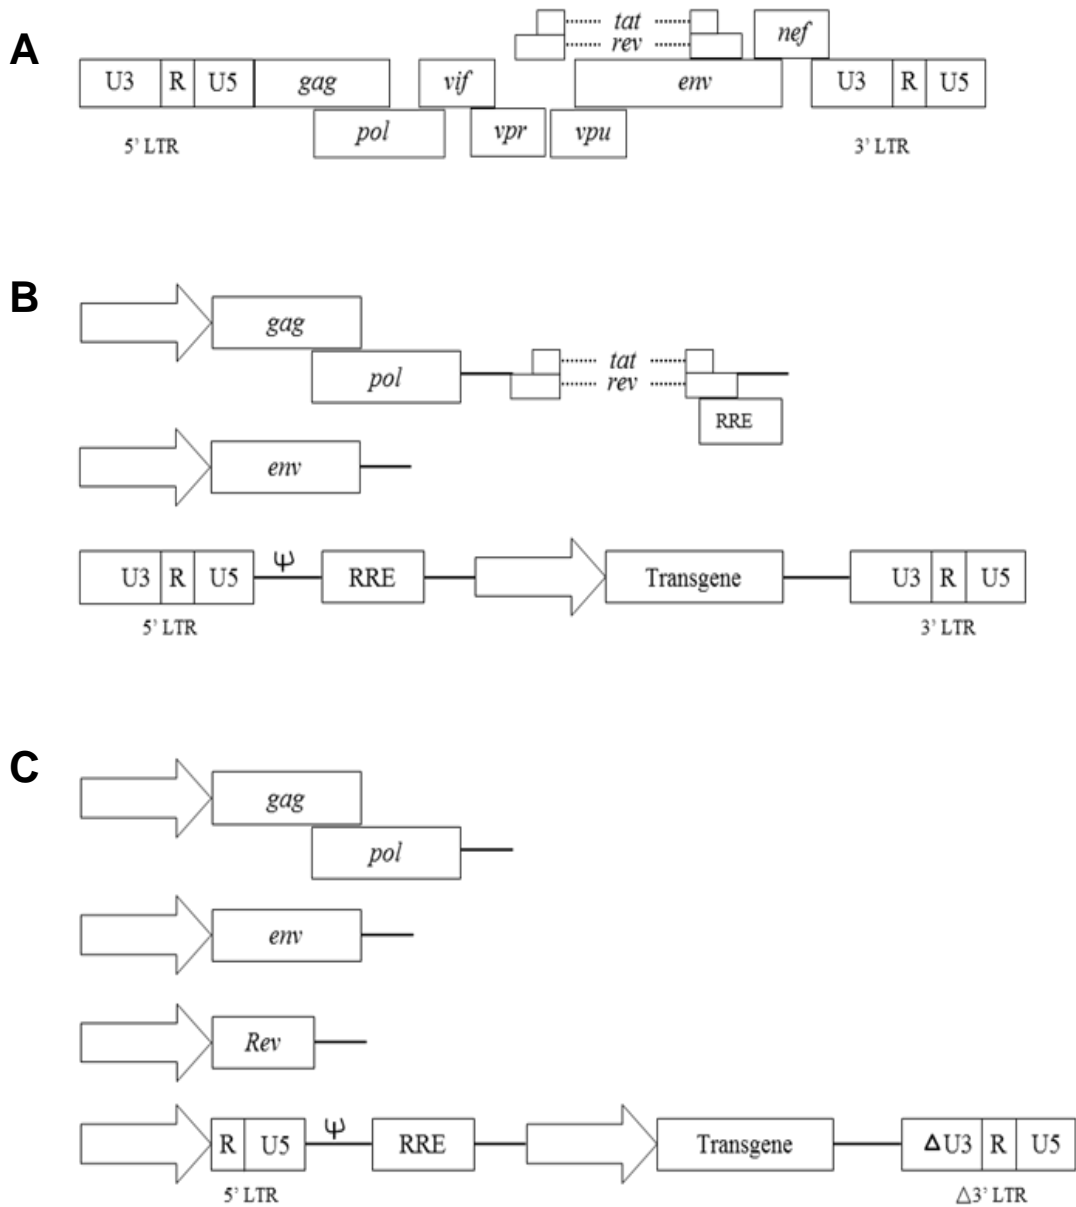 A
tat
rev
nef
U3 R U5 gag vif env U3 R U5
pol vpr vpu
5' LTR 3' LTR
B
gag
pol tat
rev
RRE
env
U3 R U5 ψ RRE Transgene U3 R U5
5' LTR 3' LTR
C
gag
pol
env
Rev
R U5 ψ RRE Transgene ΔU3 R U5
5' LTR Δ3' LTR